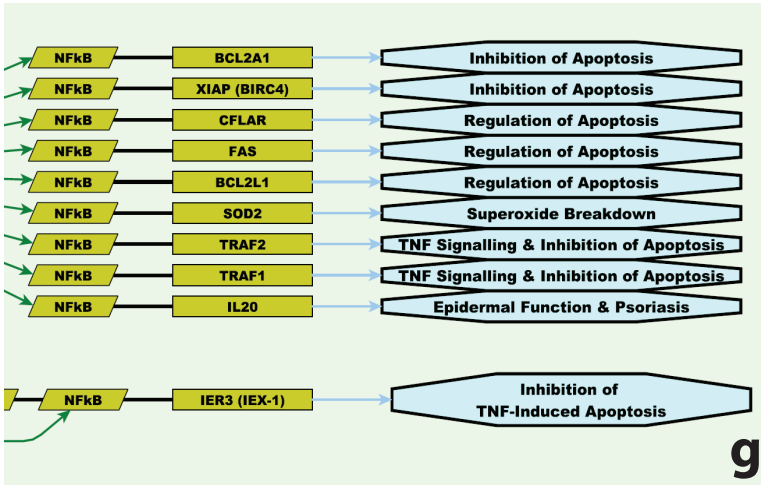 NFkB BCL2A1 Inhibition of Apoptosis
NFkB XIAP (BIRC4) Inhibition of Apoptosis
NFkB CFLAR Regulation of Apoptosis
NFkB FAS Regulation of Apoptosis
NFkB BCL2L1 Regulation of Apoptosis
NFkB SOD2 Superoxide Breakdown
NFkB TRAF2 TNF Signalling & Inhibition of Apoptosis
NFkB TRAF1 TNF Signalling & Inhibition of Apoptosis
NFkB IL20 Epidermal Function & Psoriasis
NFkB IER3 (IEX-1) Inhibition of
TNF-Induced Apoptosis
g